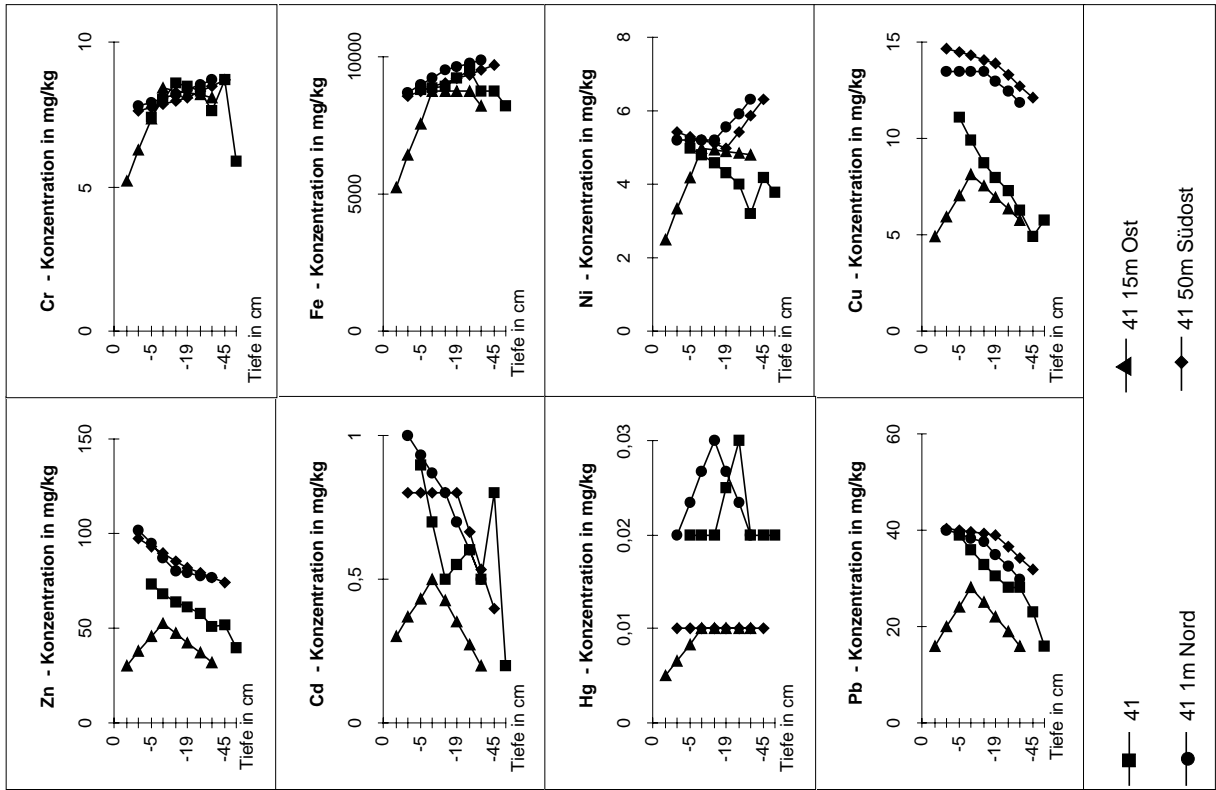 Zn - Konzentration in mg/kg
0 50 100 150
0
-5
-19
-45
Tiefe in cm
Cr - Konzentration in mg/kg
0 5 10
0
-5
-19
-45
Tiefe in cm
Cd - Konzentration in mg/kg
0 0,5 1
0
-5
-19
-45
Tiefe in cm
Fe - Konzentration in mg/kg
0 5000 10000
0
-5
-19
-45
Tiefe in cm
Hg - Konzentration in mg/kg
0,00 0,01 0,02 0,03
0
-5
-19
-45
Tiefe in cm
Ni - Konzentration in mg/kg
0 2 4 6 8
0
-5
-19
-45
Tiefe in cm
Pb - Konzentration in mg/kg
0 20 40 60
0
-5
-19
-45
Tiefe in cm
Cu - Konzentration in mg/kg
0 5 10 15
0
-5
-19
-45
Tiefe in cm
41 41 15m Ost
41 1m Nord 41 50m Südost